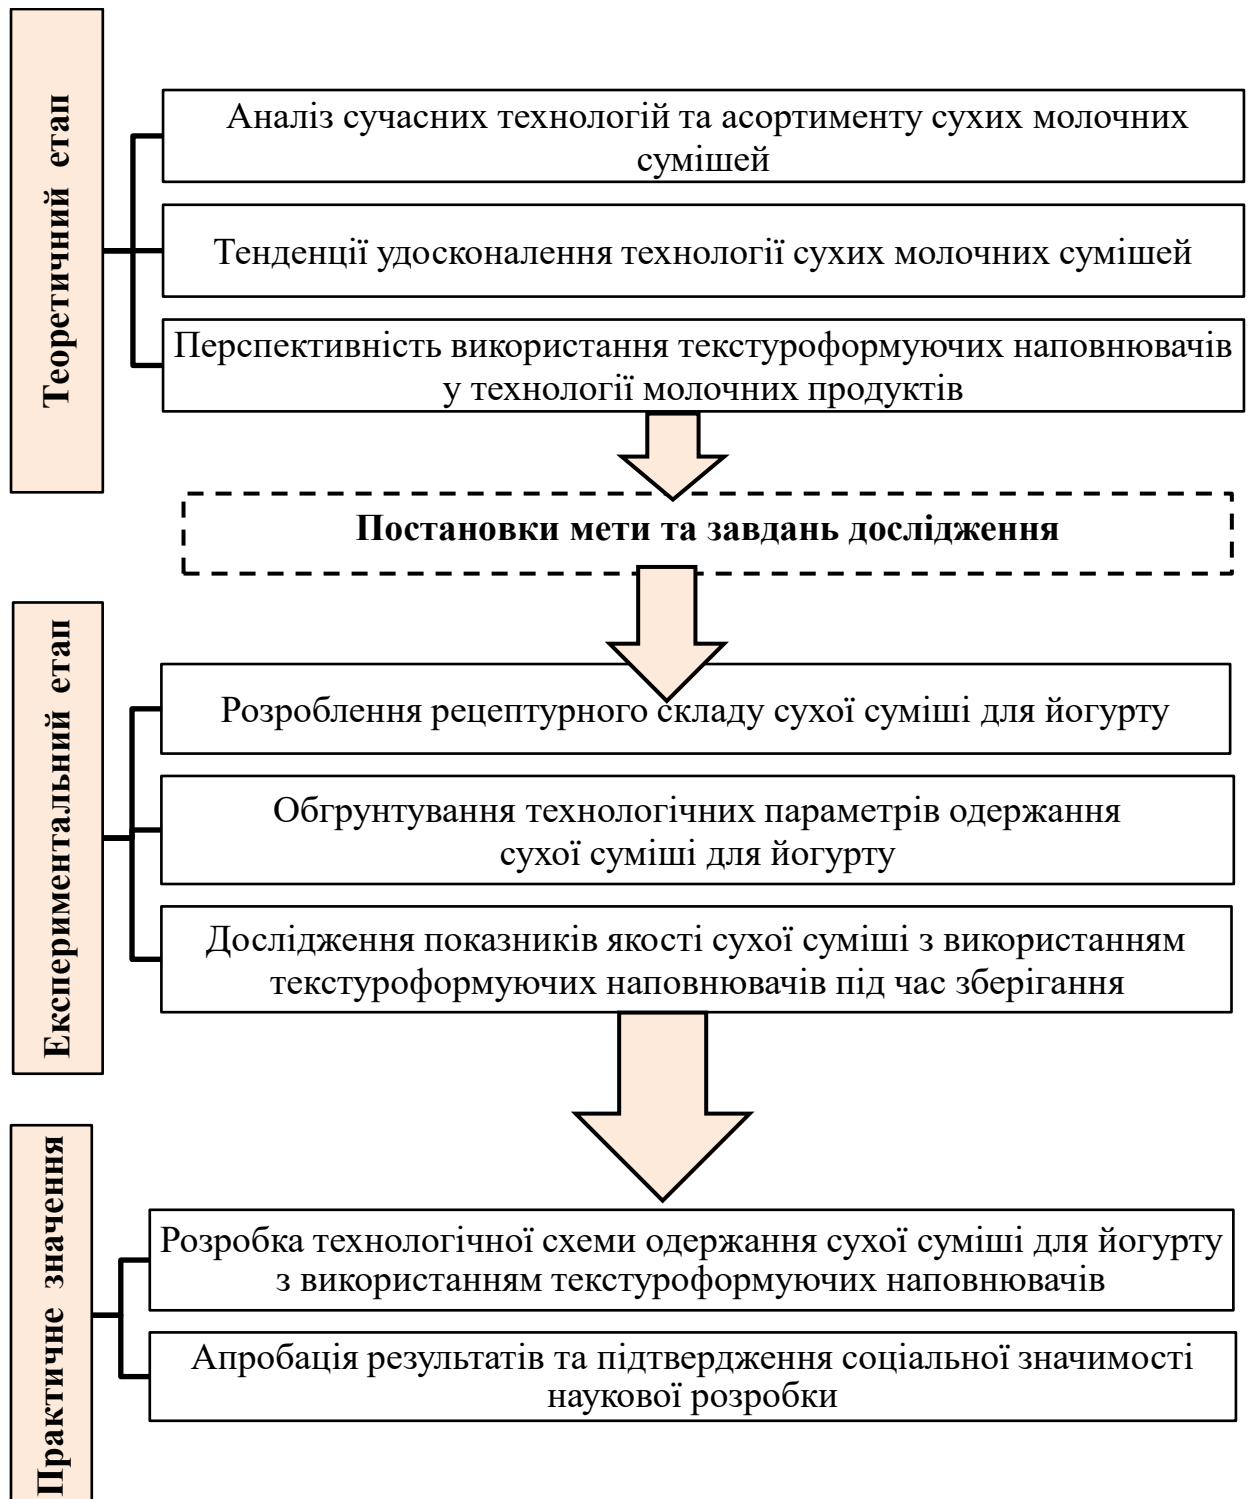 Теоретичний етап
Аналіз сучасних технологій та асортименту сухих молочних
сумішей
Тенденції удосконалення технології сухих молочних сумішей
Перспективність використання текстуроформуючих наповнювачів
у технології молочних продуктів
Постановки мети та завдань дослідження
Експериментальний етап
Розроблення рецептурного складу сухої суміші для йогурту
Обгрунтування технологічних параметрів одержання
сухої суміші для йогурту
Дослідження показників якості сухої суміші з використанням
текстуроформуючих наповнювачів під час зберігання
Практичне значення
Розробка технологічної схеми одержання сухої суміші для йогурту
з використанням текстуроформуючих наповнювачів
Апробація результатів та підтвердження соціальної значимості
наукової розробки